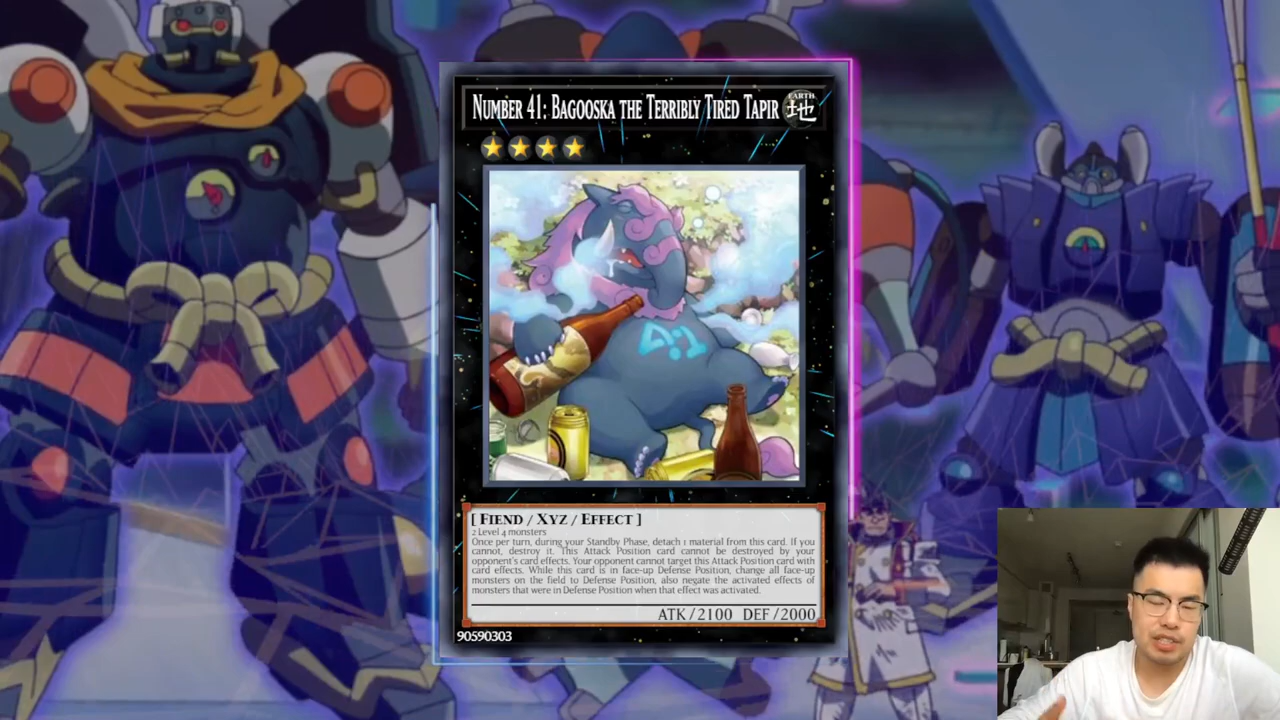 Number 41: Bagooska the Terribly Tired Tapir
EARTH
地
41
[ Fiend / Xyz / Effect ]
2 Level 4 monsters
Once per turn, during your Standby Phase, detach 1 material from this card. If you
cannot, destroy it. This Attack Position card cannot be destroyed by your
opponent's card effects. Your opponent cannot target this Attack Position card with
card effects. While this card is in face-up Defense Position, change all face-up
monsters on the field to Defense Position, also negate the activated effects of
monsters that were in Defense Position when that effect was activated.
ATK/2100 DEF/2000
90590303